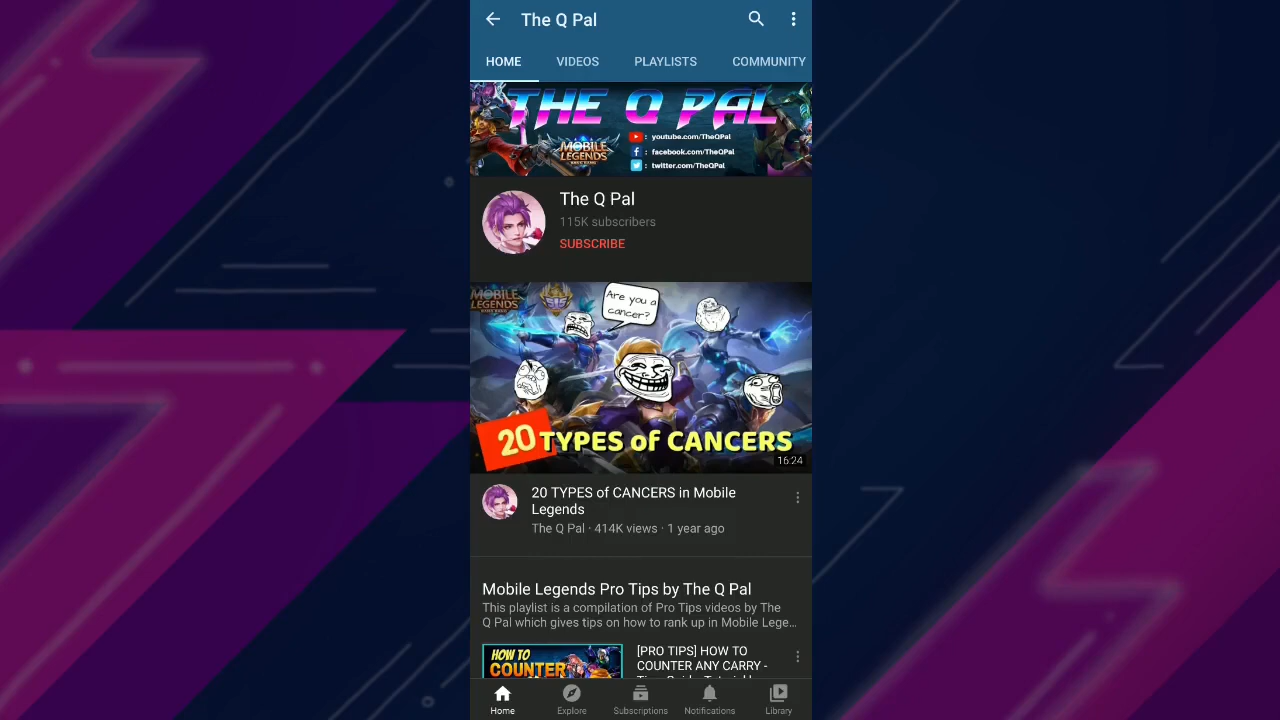 The Q Pal
HOME VIDEOS PLAYLISTS COMMUNITY
THE Q PAL
MOBILE
LEGENDS
BANG BANG
: youtube.com/TheQPal
: facebook.com/TheQPal
: twitter.com/TheQPal
The Q Pal
115K subscribers
SUBSCRIBE
MOBILE
LEGENDS
BANG BANG
Are you a
cancer?
20 TYPES of CANCERS
16:24
20 TYPES of CANCERS in Mobile
Legends
The Q Pal · 414K views · 1 year ago
Mobile Legends Pro Tips by The Q Pal
This playlist is a compilation of Pro Tips videos by The
Q Pal which gives tips on how to rank up in Mobile Lege...
HOW TO
COUNTER
[PRO TIPS] HOW TO
COUNTER ANY CARRY -
Home Explore Subscriptions Notifications Library